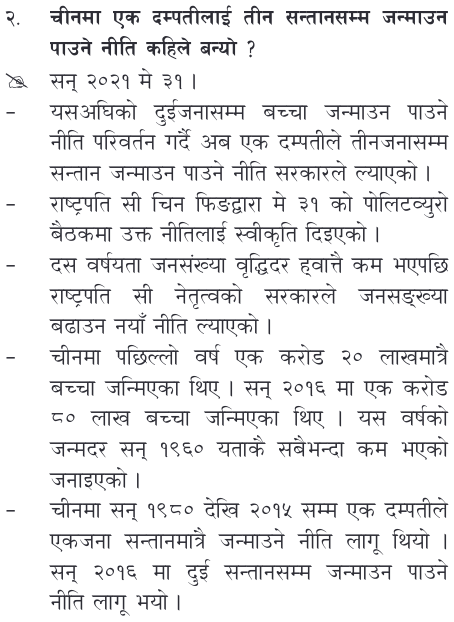 २. चीनमा एक दम्पतीलाई तीन सन्तानसम्म जन्माउन
पाउने नीति कहिले बन्यो ?
सन् २०२१ मे ३१ ।
– यसअघिको दुईजनासम्म बच्चा जन्माउन पाउने
नीति परिवर्तन गर्दै अब एक दम्पतीले तीनजनासम्म
सन्तान जन्माउन पाउने नीति सरकारले ल्याएको ।
– राष्ट्रपति सी चिन फिङद्वारा मे ३१ को पोलिटव्युरो
बैठकमा उक्त नीतिलाई स्वीकृति दिइएको ।
– दस वर्षयता जनसंख्या वृद्धिदर ह्वात्तै कम भएपछि
राष्ट्रपति सी नेतृत्वको सरकारले जनसङ्ख्या
बढाउन नयाँ नीति ल्याएको ।
– चीनमा पछिल्लो वर्ष एक करोड २० लाखमात्रै
बच्चा जन्मिएका थिए । सन् २०१६ मा एक करोड
८० लाख बच्चा जन्मिएका थिए । यस वर्षको
जन्मदर सन् १९६० यताकै सबैभन्दा कम भएको
जनाइएको ।
– चीनमा सन् १९८० देखि २०१५ सम्म एक दम्पतीले
एकजना सन्तानमात्रै जन्माउने नीति लागू थियो ।
सन् २०१६ मा दुई सन्तानसम्म जन्माउन पाउने
नीति लागू भयो ।